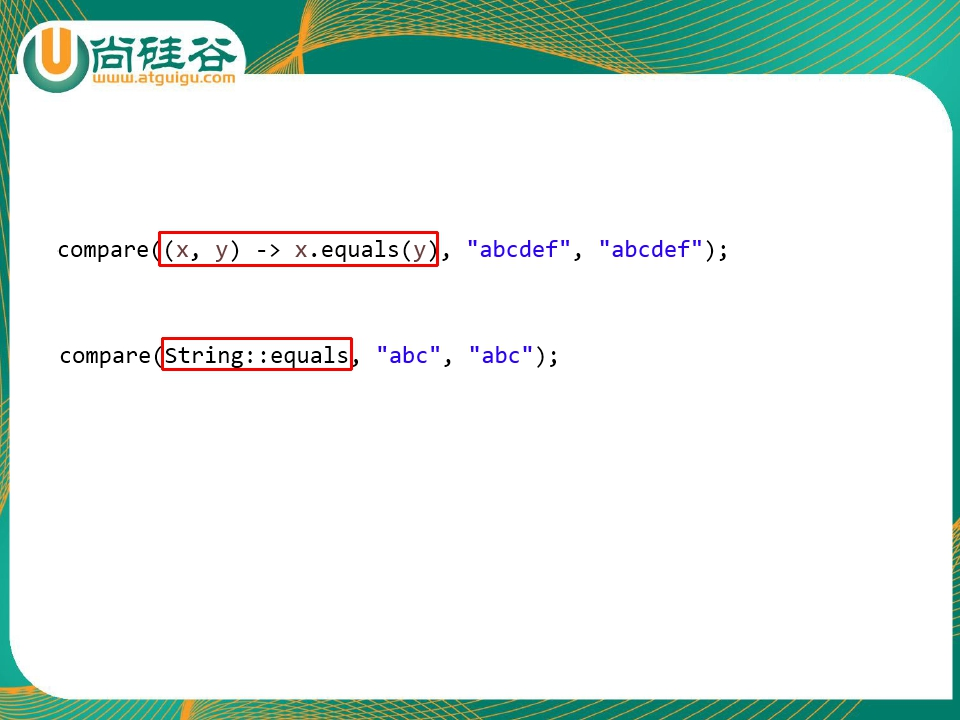 尚硅谷
www.atguigu.com
compare((x, y) -> x.equals(y), "abcdef", "abcdef");
compare(String::equals, "abc", "abc");